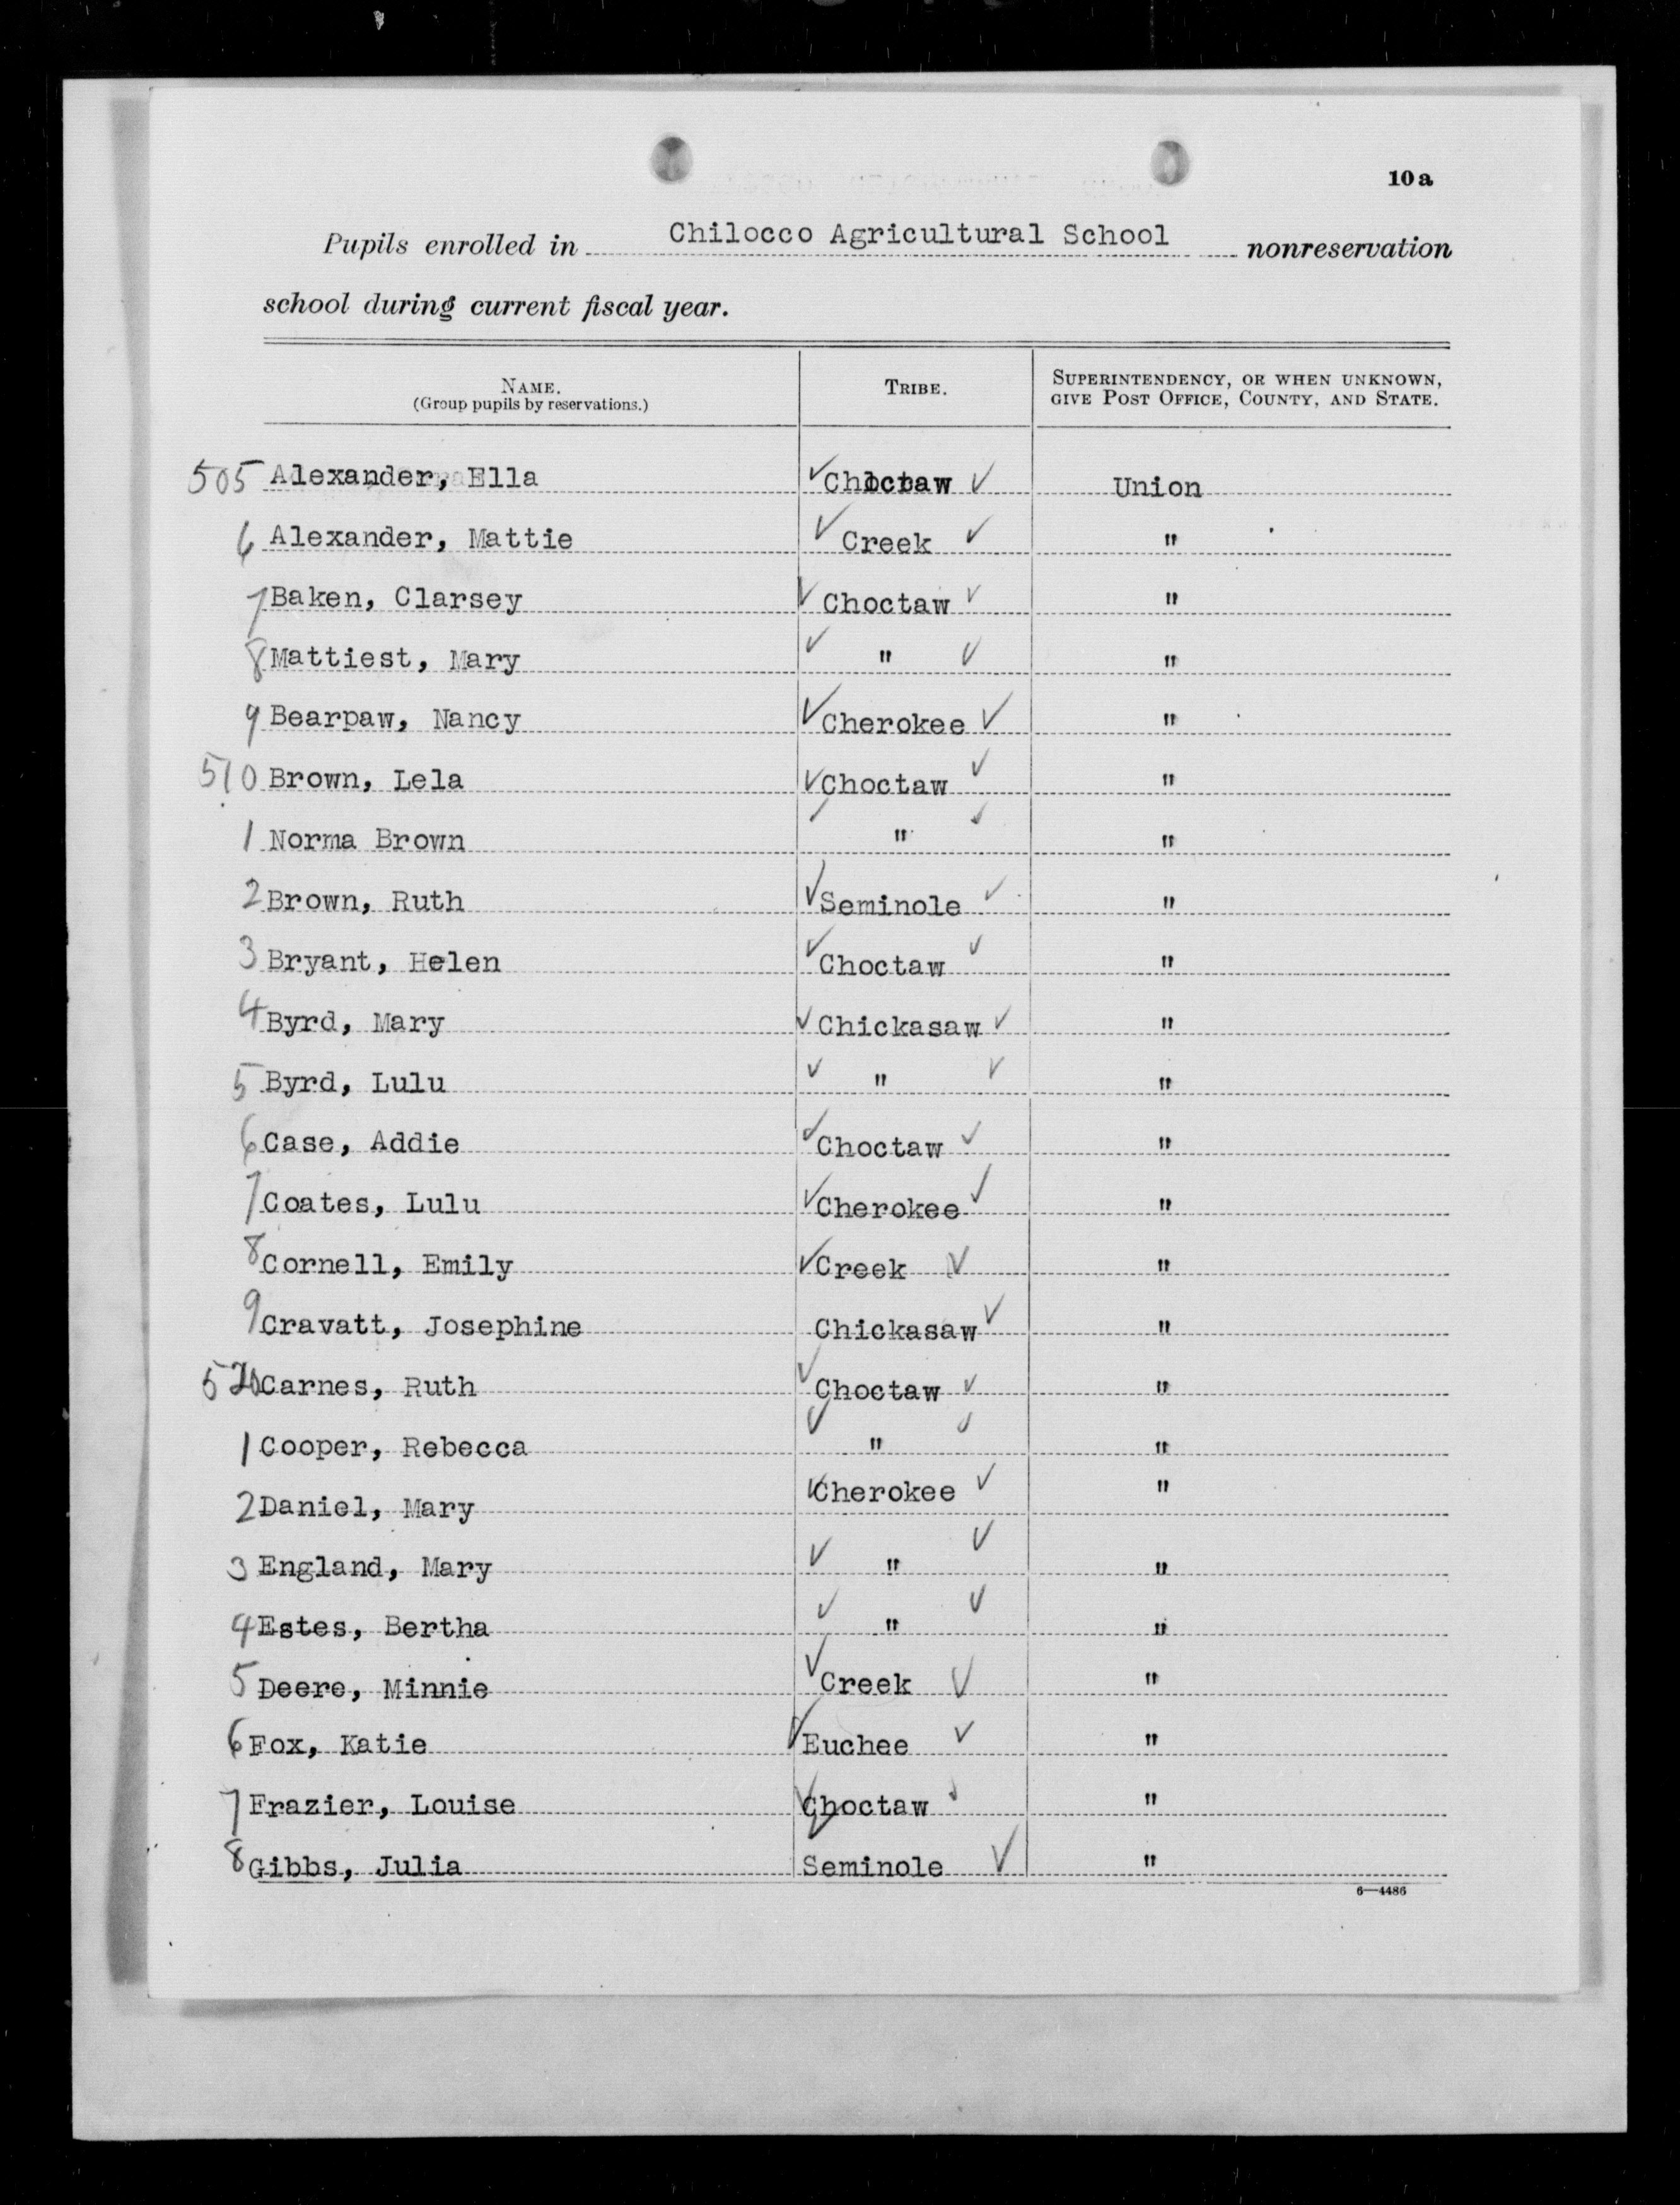 10a
Pupils enrolled in Chilocco Agricultural School nonreservation
school during current fiscal year.
NAME. TRIBE. SUPERINTENDENCY, OR WHEN UNKNOWN,
(Group pupils by reservations.) GIVE POST OFFICE, COUNTY, AND STATE.
505 Alexander, Ella ✓ Choctaw ✓ Union
6 Alexander, Mattie ✓ Creek ✓ "
7 Baken, Clarsey ✓ Choctaw ✓ "
8 Mattiest, Mary ✓ " ✓ "
9 Bearpaw, Nancy ✓ Cherokee ✓ "
510 Brown, Lela ✓ Choctaw ✓ "
1 Norma Brown ✓ " ✓ "
2 Brown, Ruth ✓ Seminole ✓ "
3 Bryant, Helen ✓ Choctaw ✓ "
4 Byrd, Mary ✓ Chickasaw ✓ "
5 Byrd, Lulu ✓ " ✓ "
6 Case, Addie ✓ Choctaw ✓ "
7 Coates, Lulu ✓ Cherokee ✓ "
8 Cornell, Emily ✓ Creek ✓ "
9 Cravatt, Josephine Chickasaw ✓ "
520 Carnes, Ruth ✓ Choctaw ✓ "
1 Cooper, Rebecca ✓ " ✓ "
2 Daniel, Mary ✓ Cherokee ✓ "
3 England, Mary ✓ " ✓ "
4 Estes, Bertha ✓ " ✓ "
5 Deere, Minnie ✓ Creek ✓ "
6 Fox, Katie ✓ Euchee ✓ "
7 Frazier, Louise ✓ Choctaw ✓ "
8 Gibbs, Julia Seminole ✓ "
6—4486